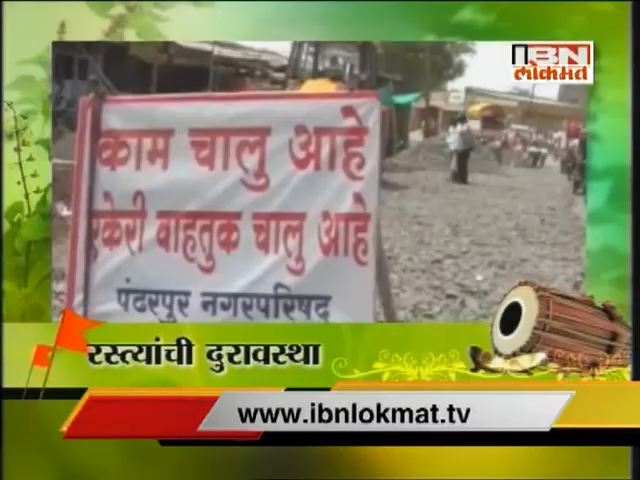 IBN
लोकमत
काम चालु आहे
एकेरी वाहतुक चालु आहे
पंढरपूर नगरपरिषद
रस्त्यांची दुरावस्था
www.ibnlokmat.tv